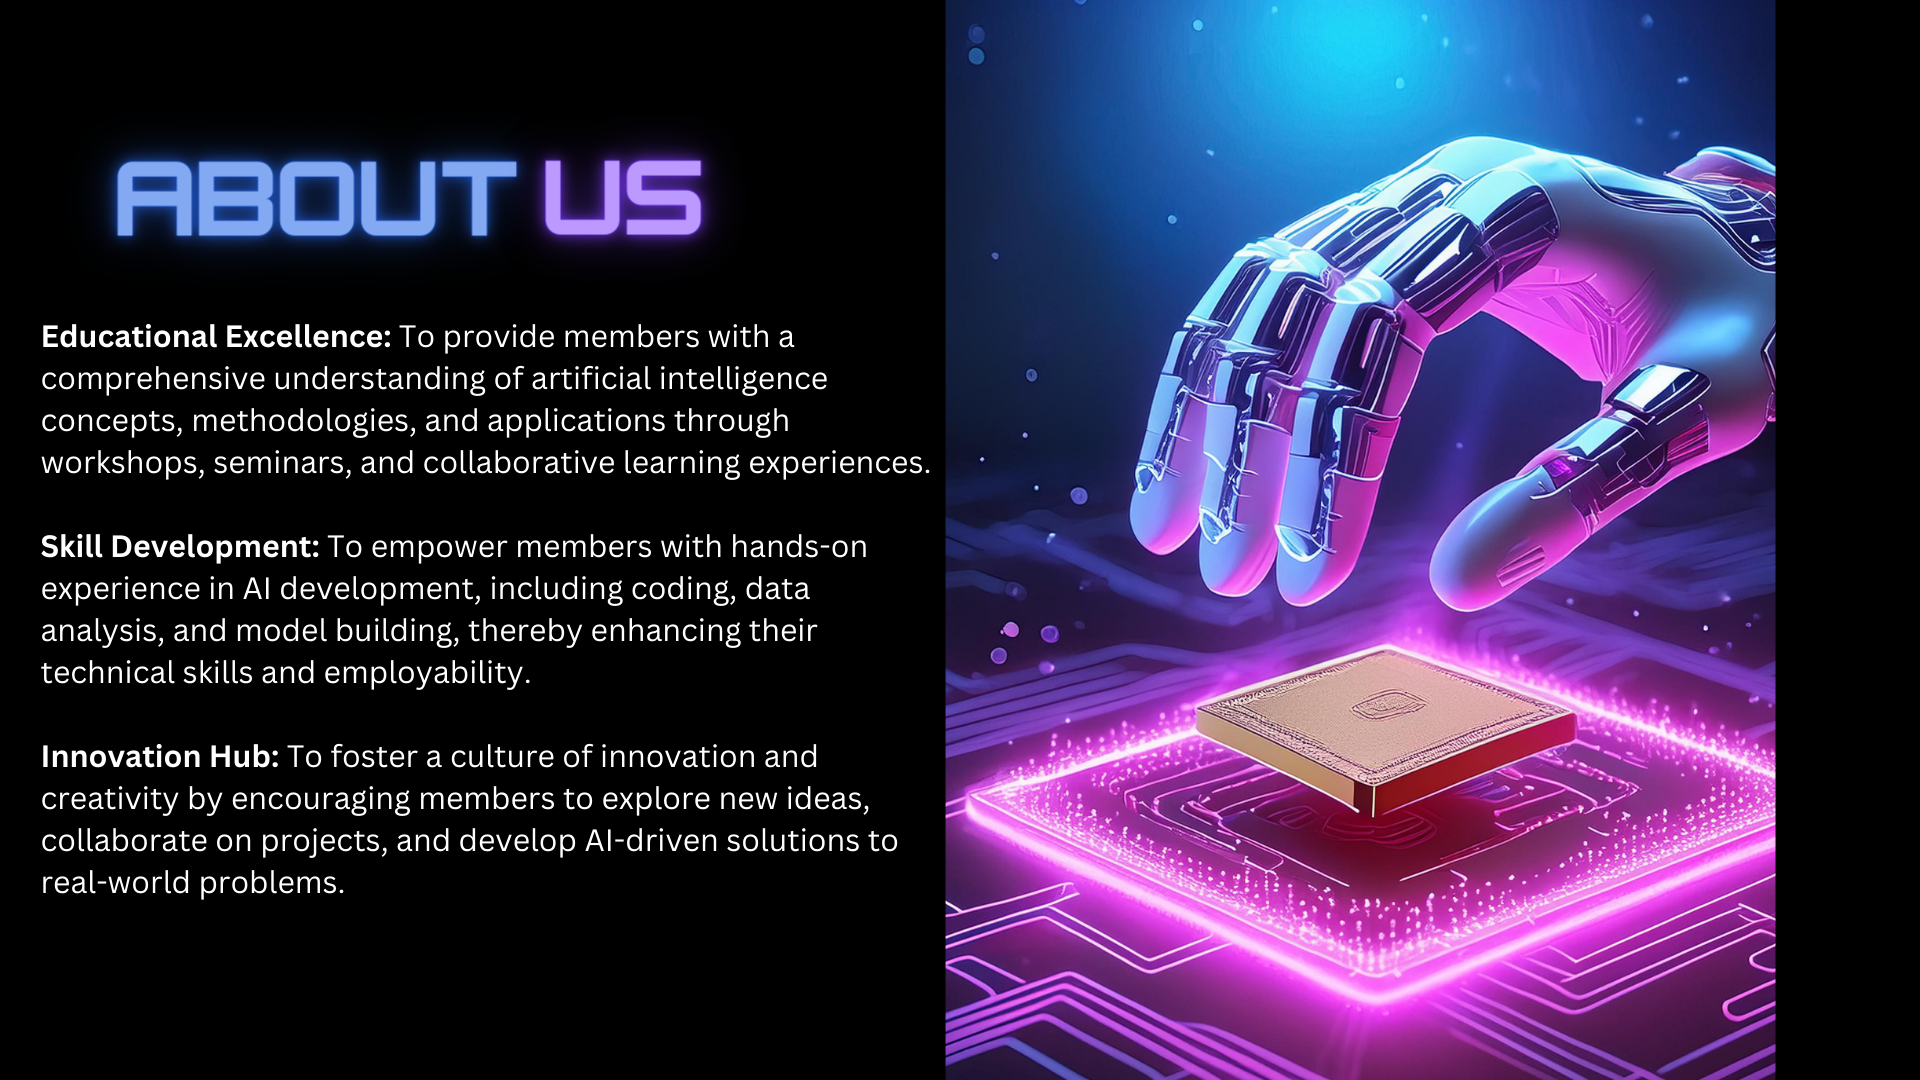 ABOUT US
Educational Excellence: To provide members with a
comprehensive understanding of artificial intelligence
concepts, methodologies, and applications through
workshops, seminars, and collaborative learning experiences.
Skill Development: To empower members with hands-on
experience in AI development, including coding, data
analysis, and model building, thereby enhancing their
technical skills and employability.
Innovation Hub: To foster a culture of innovation and
creativity by encouraging members to explore new ideas,
collaborate on projects, and develop AI-driven solutions to
real-world problems.